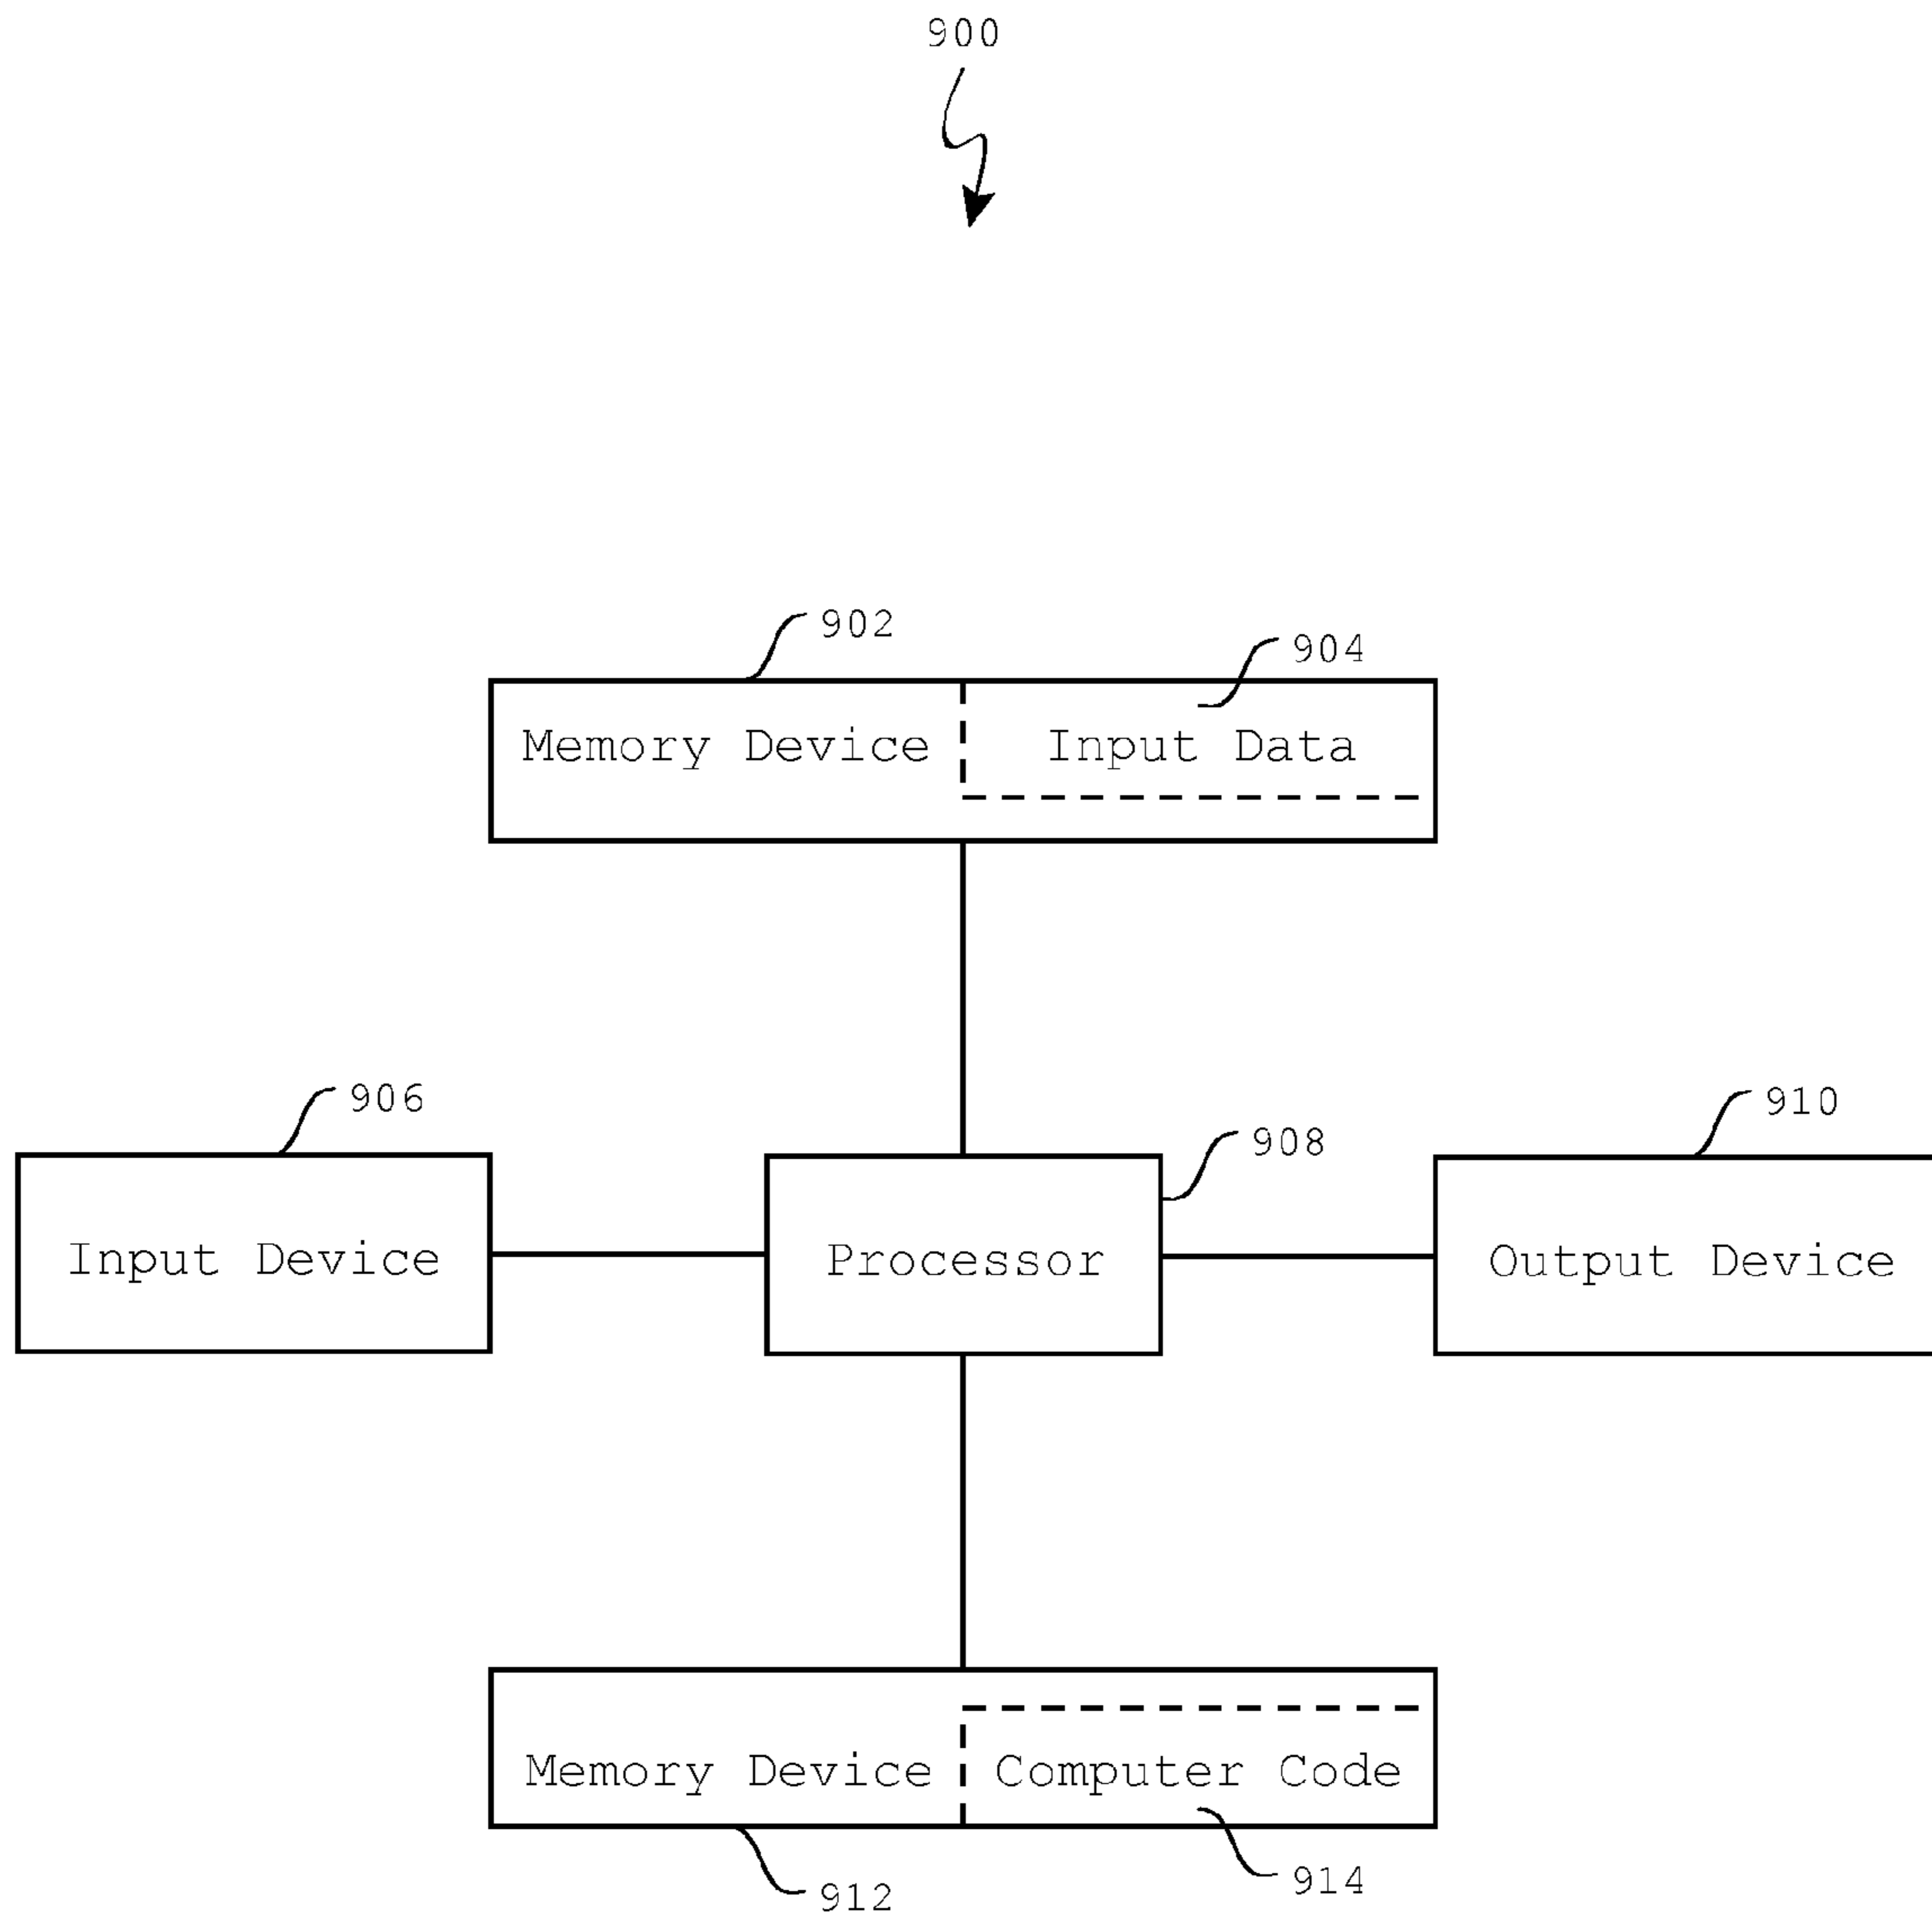 900
902
904
Memory Device
Input Data
906
908
910
Input Device
Processor
Output Device
Memory Device
Computer Code
912
914